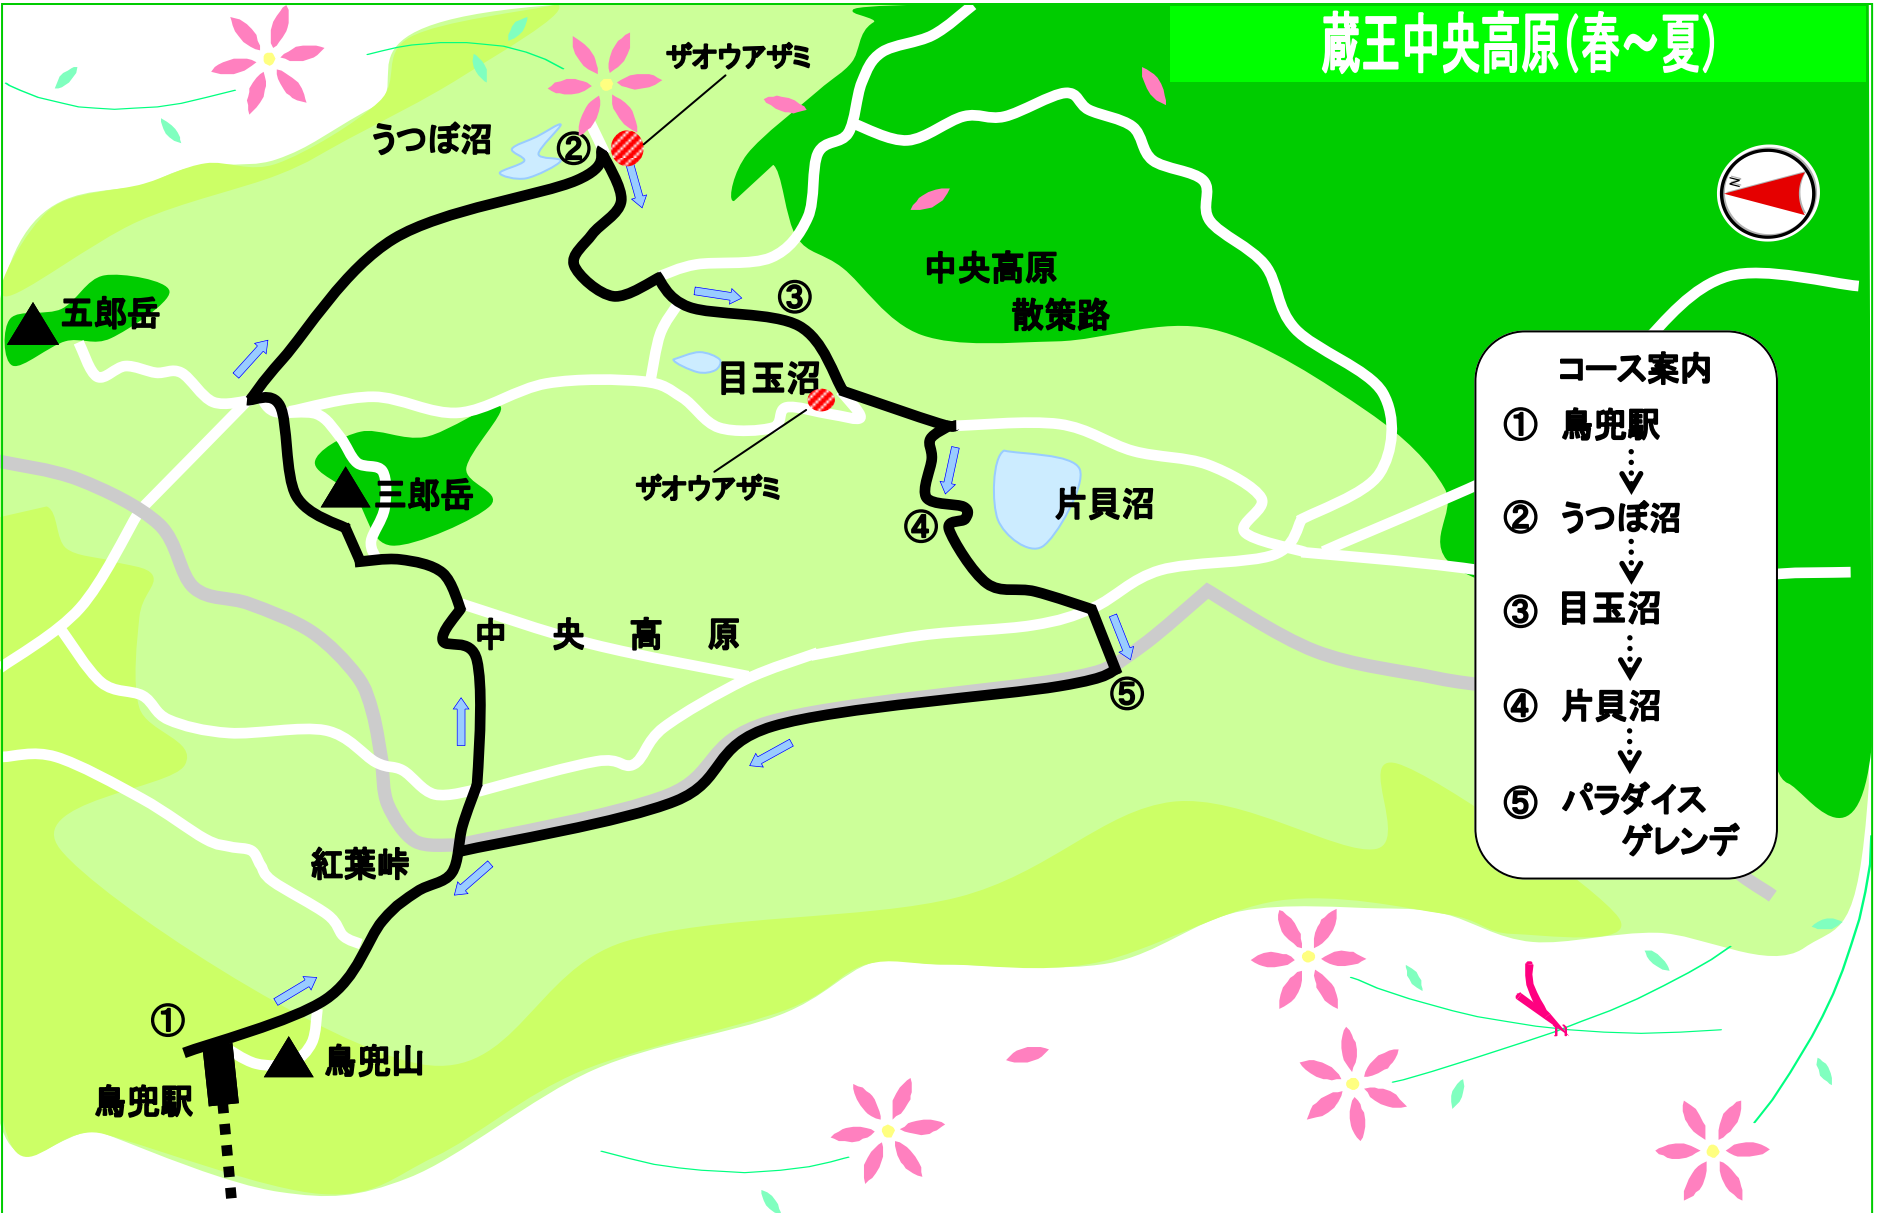 蔵王中央高原(春～夏)
ザオウアザミ
うつぼ沼
②
N
中央高原
散策路
五郎岳
③
目玉沼
ザオウアザミ
三郎岳
片貝沼
④
中央高原
⑤
紅葉峠
①
鳥兜山
鳥兜駅
コース案内
① 鳥兜駅
② うつぼ沼
③ 目玉沼
④ 片貝沼
⑤ パラダイス
ゲレンデ